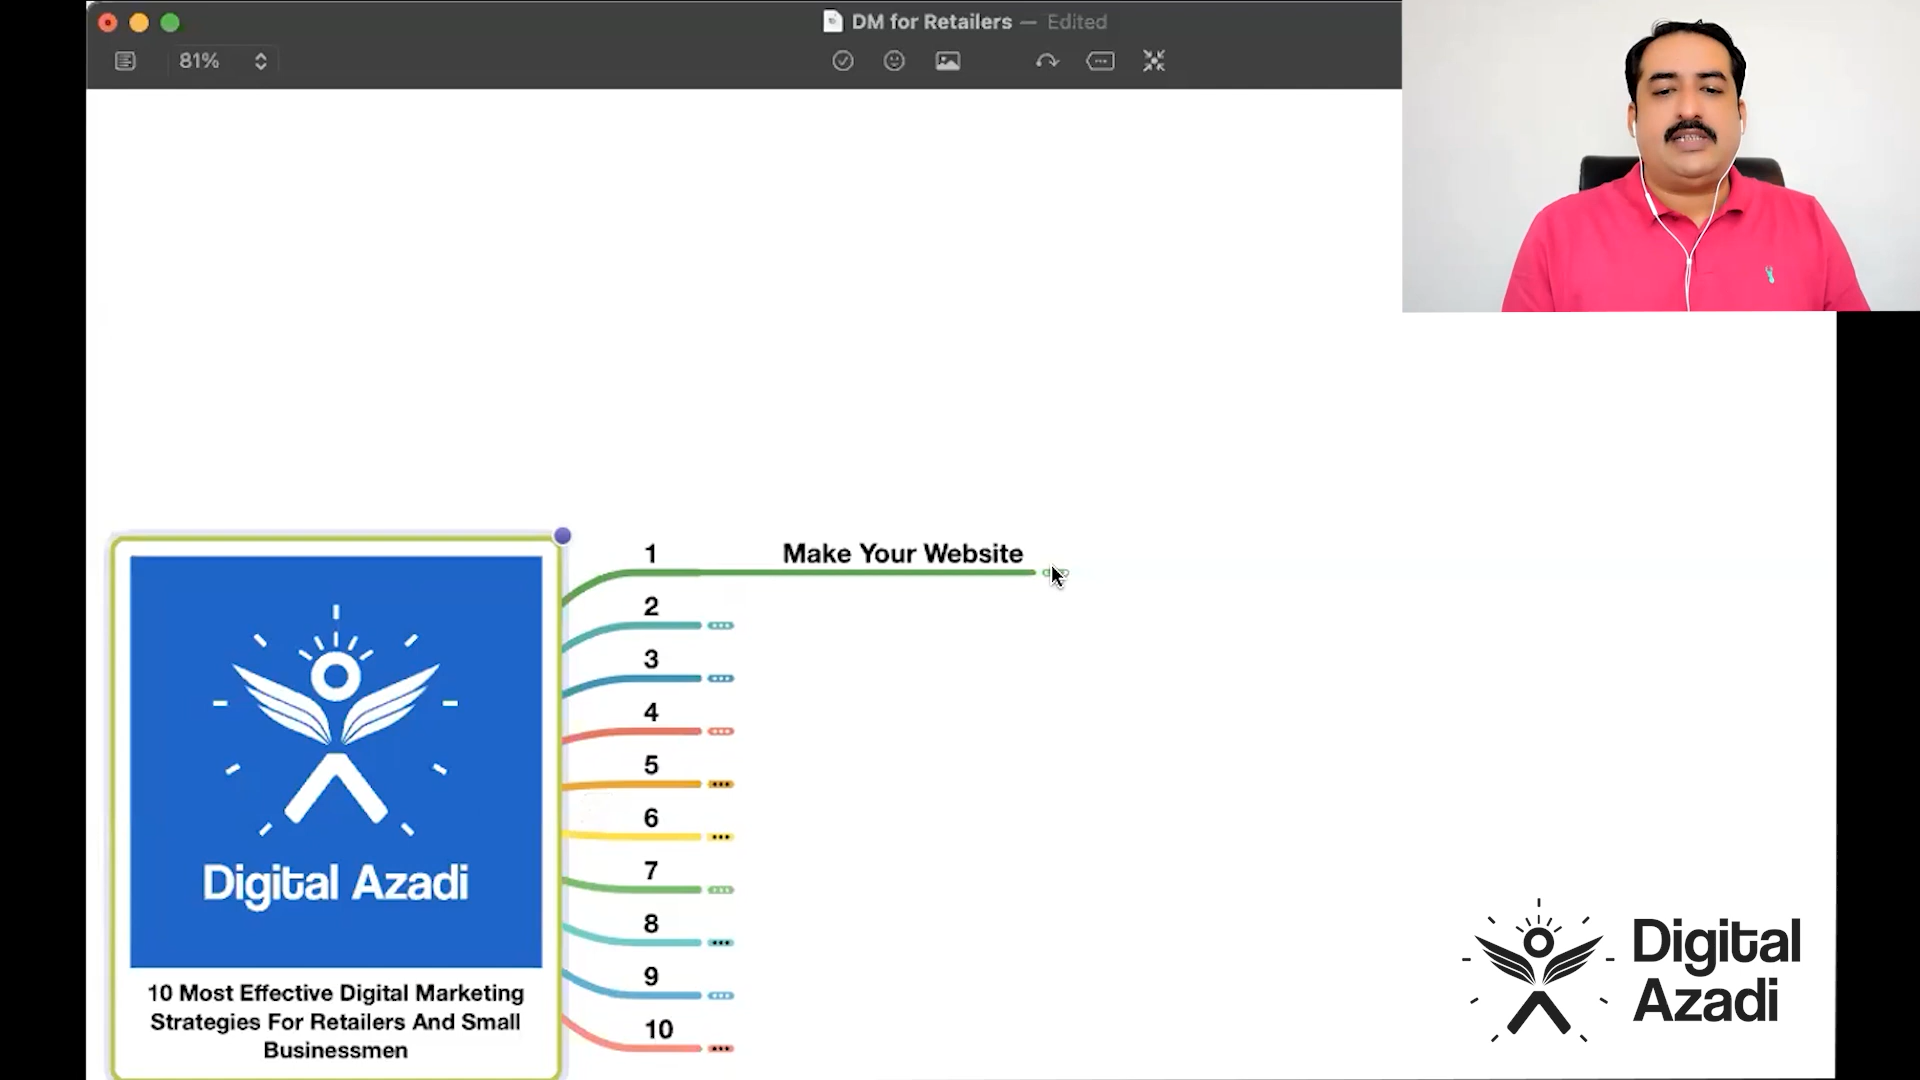 DM for Retailers — Edited
81%
1 Make Your Website
2
3
4
5
6
7
8
9
10
Digital Azadi
10 Most Effective Digital Marketing
Strategies For Retailers And Small
Businessmen
Digital
Azadi